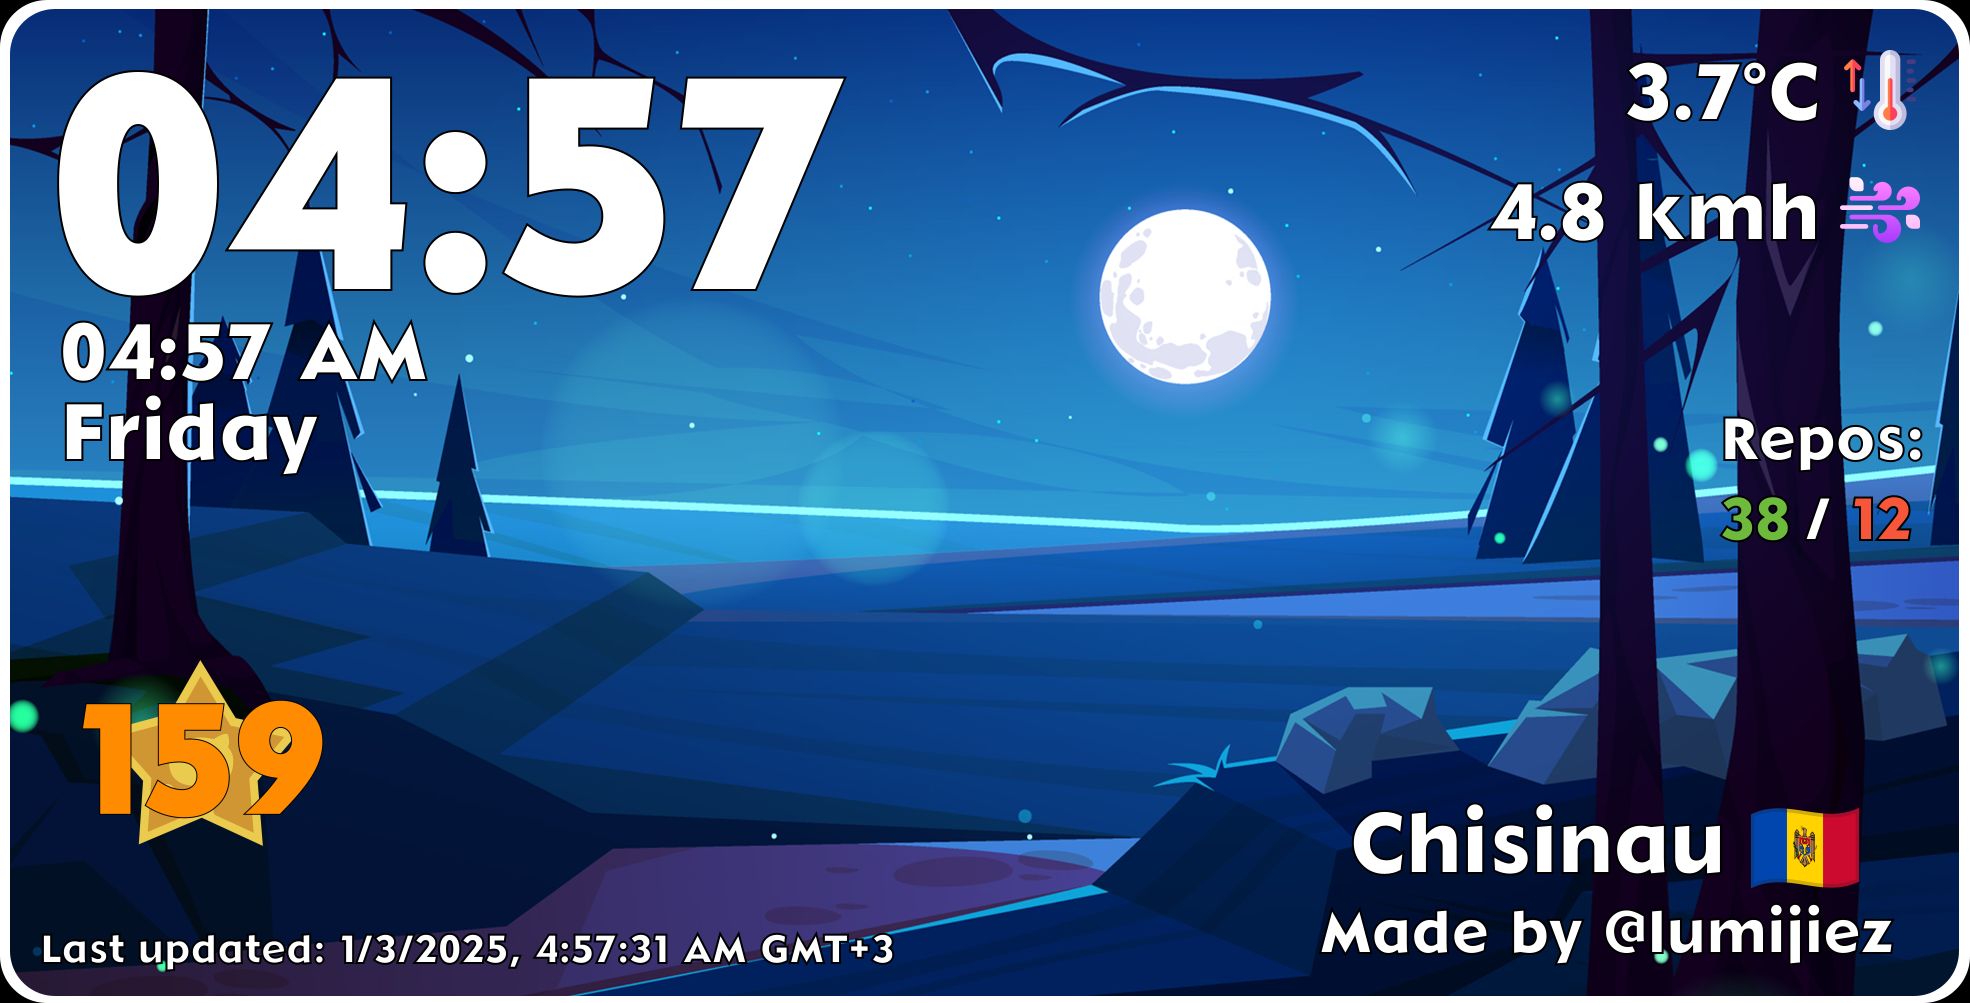 04:57
04:57 AM
Friday
3.7°C
4.8 kmh
Repos:
38 / 12
159
Chisinau
Made by @lumijiez
Last updated: 1/3/2025, 4:57:31 AM GMT+3